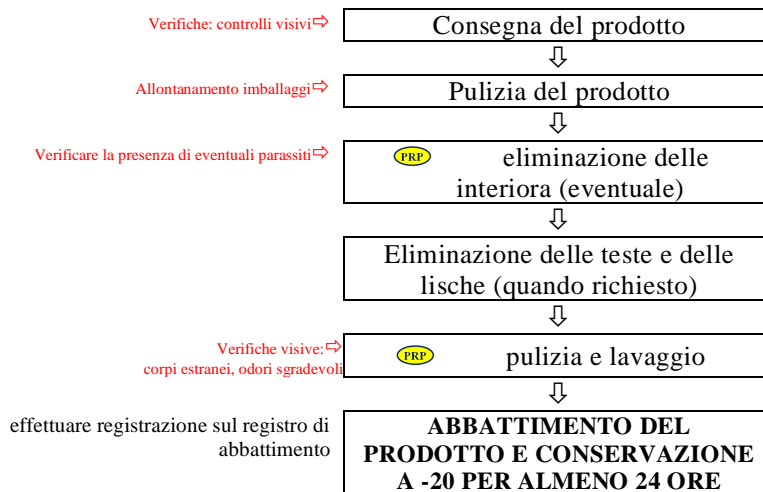 Verifiche: controlli visivi
Consegna del prodotto
Allontanamento imballaggi
Pulizia del prodotto
Verificare la presenza di eventuali parassiti
PRP eliminazione delle
interiora (eventuale)
Eliminazione delle teste e delle
lische (quando richiesto)
Verifiche visive:
corpi estranei, odori sgradevoli
PRP pulizia e lavaggio
effettuare registrazione sul registro di
abbattimento
ABBATTIMENTO DEL
PRODOTTO E CONSERVAZIONE
A -20 PER ALMENO 24 ORE